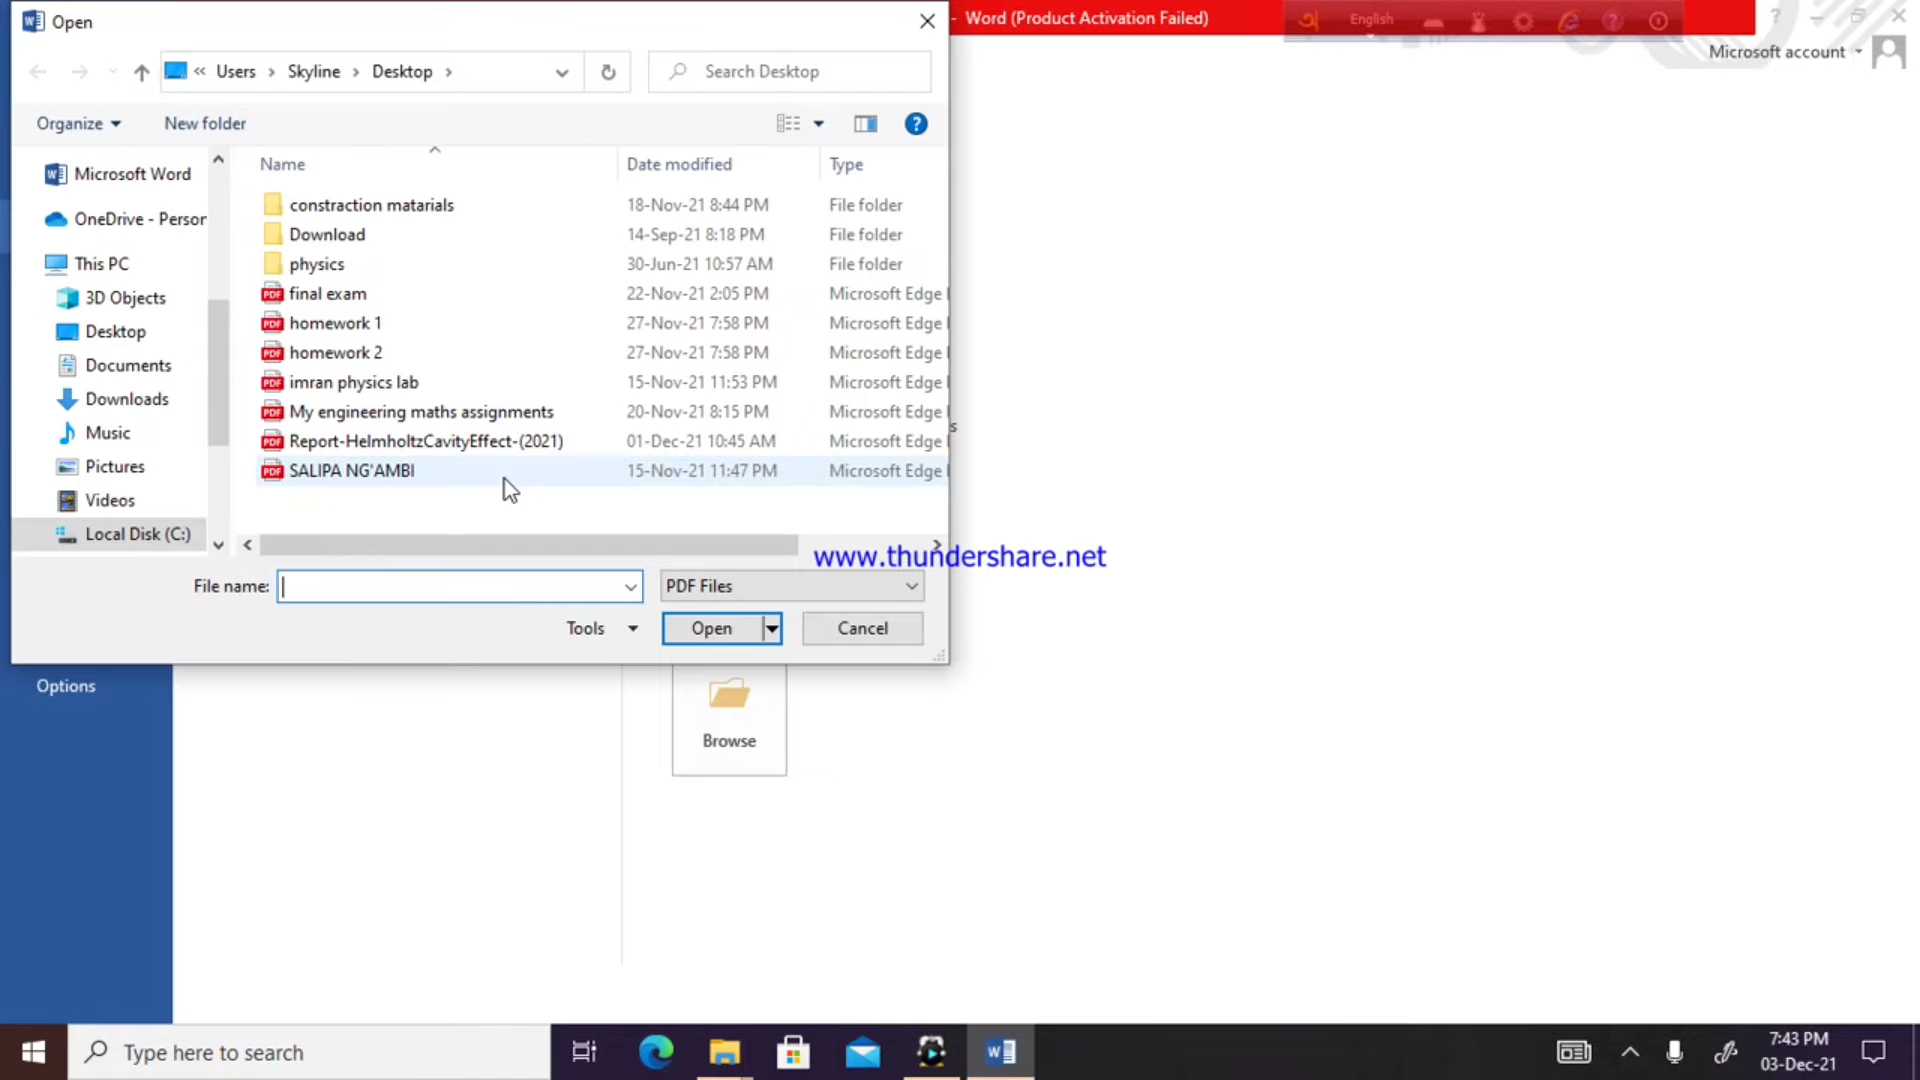 Open
- Word (Product Activation Failed)
English
?
Microsoft account
« Users > Skyline > Desktop >
Search Desktop
Organize
New folder
Name
Date modified
Type
Microsoft Word
OneDrive - Person
This PC
3D Objects
Desktop
Documents
Downloads
Music
Pictures
Videos
Local Disk (C:)
constraction matarials 18-Nov-21 8:44 PM File folder
Download 14-Sep-21 8:18 PM File folder
physics 30-Jun-21 10:57 AM File folder
PDF final exam 22-Nov-21 2:05 PM Microsoft Edge
PDF homework 1 27-Nov-21 7:58 PM Microsoft Edge
PDF homework 2 27-Nov-21 7:58 PM Microsoft Edge
PDF imran physics lab 15-Nov-21 11:53 PM Microsoft Edge
PDF My engineering maths assignments 20-Nov-21 8:15 PM Microsoft Edge
PDF Report-HelmholtzCavityEffect-(2021) 01-Dec-21 10:45 AM Microsoft Edge
PDF SALIPA NG'AMBI 15-Nov-21 11:47 PM Microsoft Edge
www.thundershare.net
File name:
PDF Files
Tools
Open
Cancel
Options
Browse
Type here to search
7:43 PM
03-Dec-21